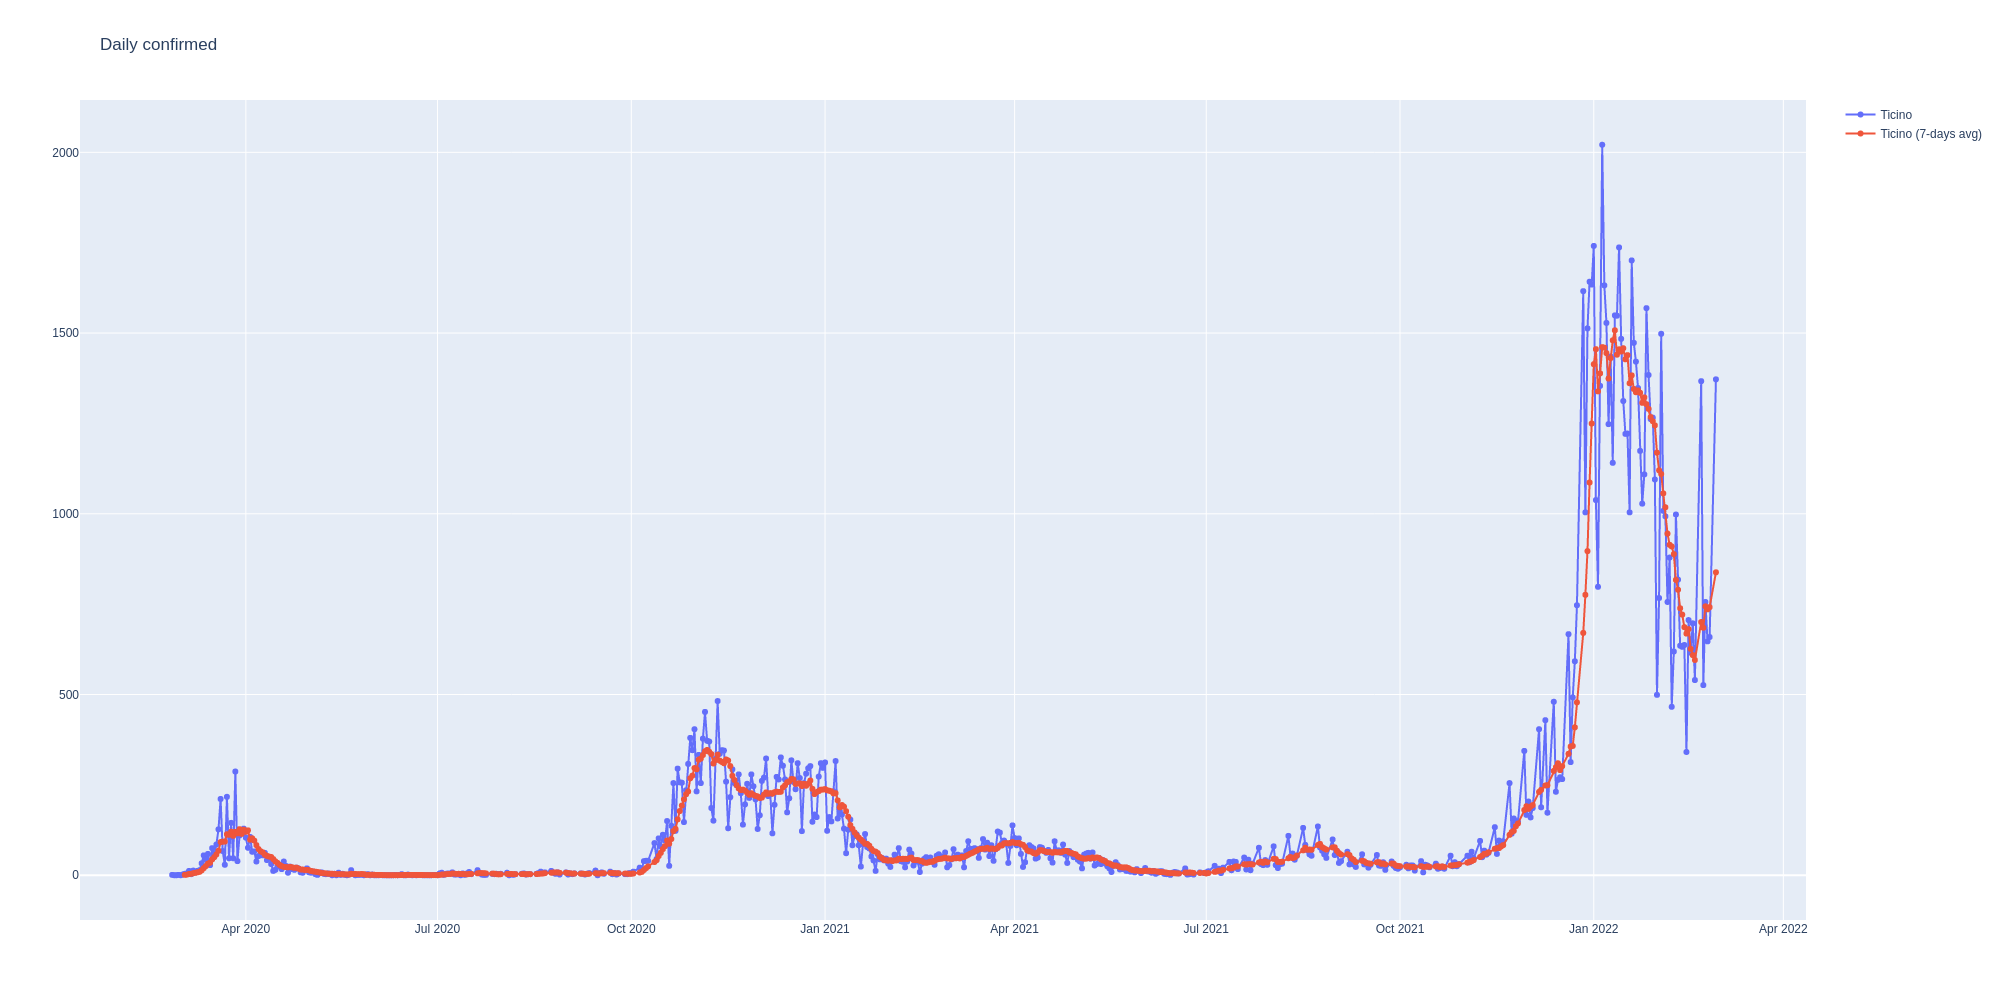 Daily confirmed
Ticino
Ticino (7-days avg)
2000
1500
1000
500
0
Apr 2020
Jul 2020
Oct 2020
Jan 2021
Apr 2021
Jul 2021
Oct 2021
Jan 2022
Apr 2022